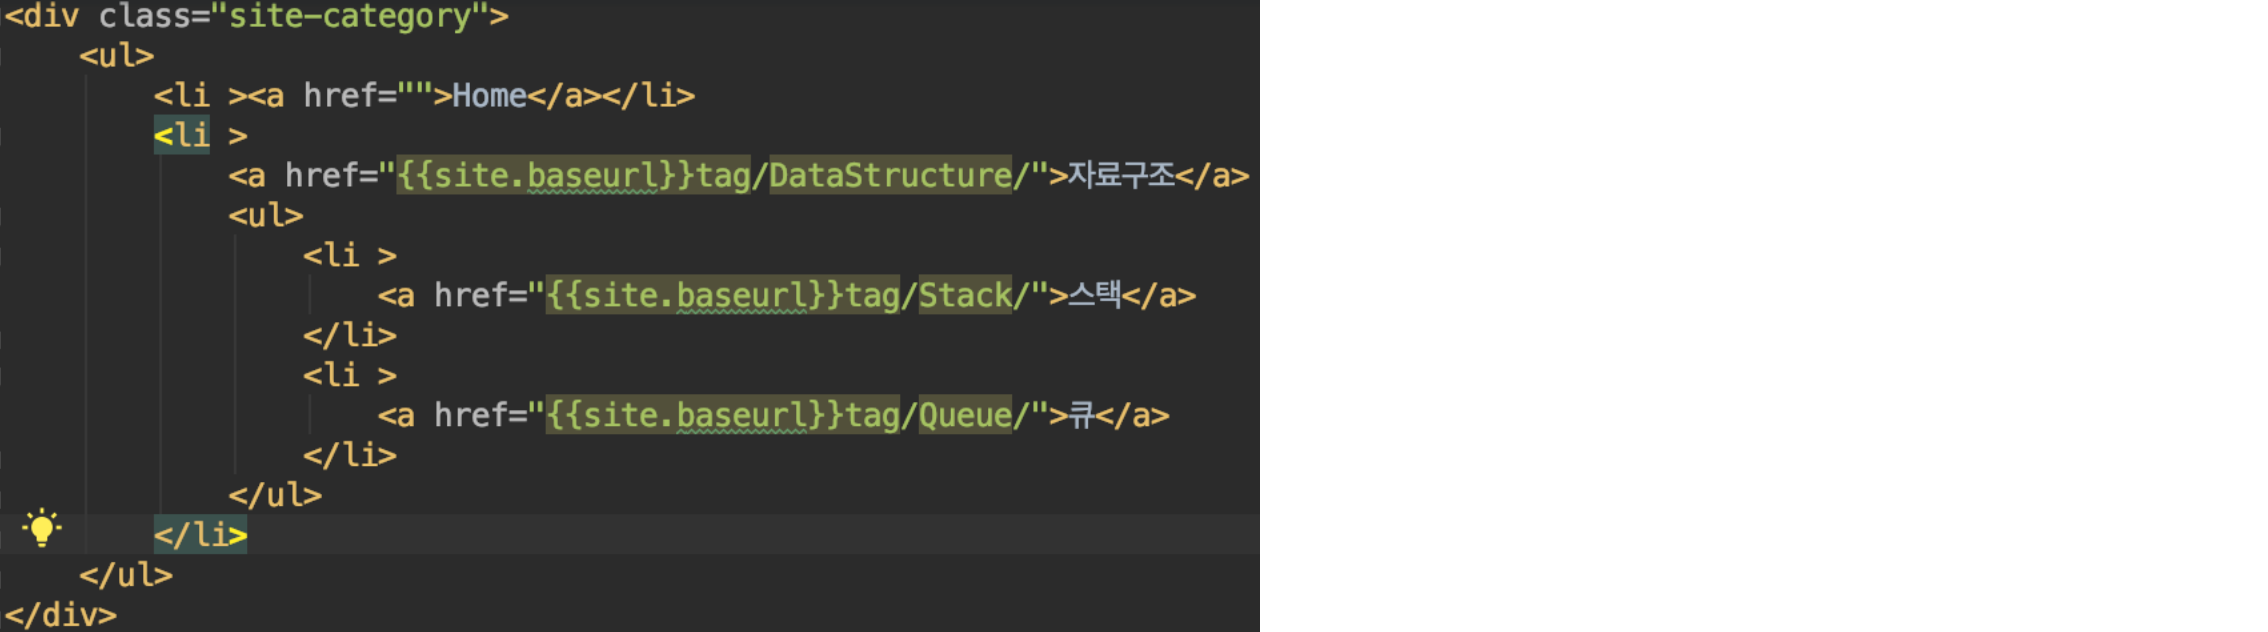 <div class="site-category">
    <ul>
        <li ><a href="">Home</a></li>
        <li >
            <a href="{{site.baseurl}}tag/DataStructure/">자료구조</a>
            <ul>
                <li >
                    <a href="{{site.baseurl}}tag/Stack/">스택</a>
                </li>
                <li >
                    <a href="{{site.baseurl}}tag/Queue/">큐</a>
                </li>
            </ul>
        </li>
    </ul>
</div>